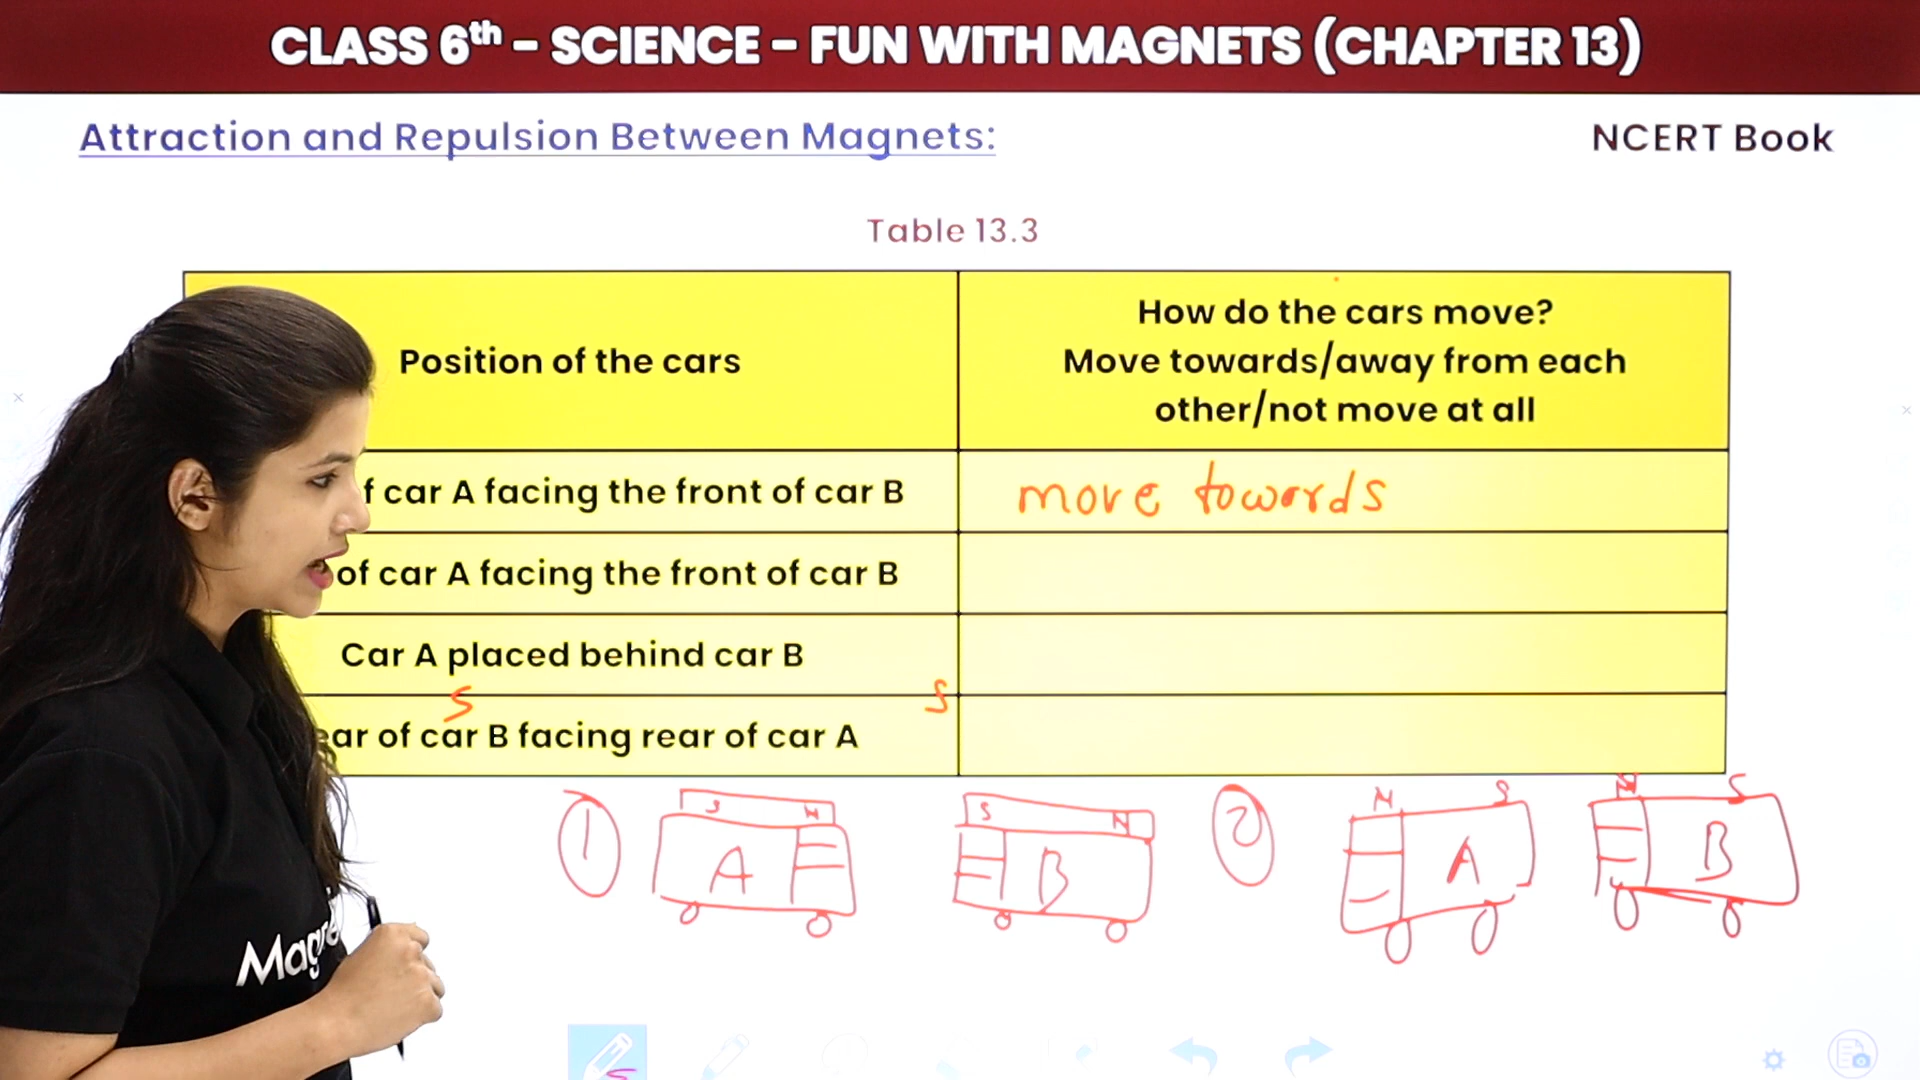 CLASS 6th - SCIENCE - FUN WITH MAGNETS (CHAPTER 13)
Attraction and Repulsion Between Magnets:
NCERT Book
Table 13.3
Position of the cars
How do the cars move?
Move towards/away from each
other/not move at all
f car A facing the front of car B
move towards
of car A facing the front of car B
Car A placed behind car B
S S
ear of car B facing rear of car A
1 S N A
S N B
2 N S A
N S B